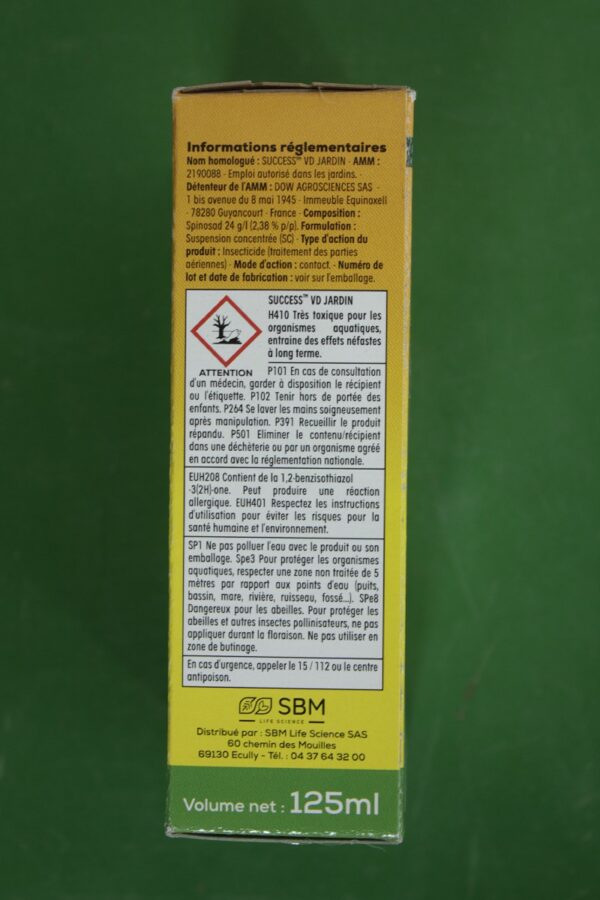 Informations réglementaires
Nom homologué : SUCCESS™ VD JARDIN - AMM :
2190088 - Emploi autorisé dans les jardins. -
Détenteur de l'AMM : DOW AGROSCIENCES SAS -
1 bis avenue du 8 mai 1945 - Immeuble Equinoxe II
- 78280 Guyancourt - France - Composition :
Spinosad 24 g/l (2,38 % p/p). Formulation :
Suspension concentrée (SC) - Type d'action du
produit : Insecticide (traitement des parties
aériennes) - Mode d'action : contact. - Numéro de
lot et date de fabrication : voir sur l'emballage.
SUCCESS™ VD JARDIN
H410 Très toxique pour les
organismes aquatiques,
entraine des effets néfastes
à long terme.
ATTENTION
P101 En cas de consultation
d'un médecin, garder à disposition le récipient
ou l'étiquette. P102 Tenir hors de portée des
enfants. P264 Se laver les mains soigneusement
après manipulation. P391 Recueillir le produit
répandu. P501 Eliminer le contenu/récipient
dans une déchèterie ou par un organisme agréé
en accord avec la réglementation nationale.
EUH208 Contient de la 1,2-benzisothiazol
-3(2H)-one. Peut produire une réaction
allergique. EUH401 Respectez les instructions
d'utilisation pour éviter les risques pour la
santé humaine et l'environnement.
SP1 Ne pas polluer l'eau avec le produit ou son
emballage. Spe3 Pour protéger les organismes
aquatiques, respecter une zone non traitée de 5
mètres par rapport aux points d'eau (puits,
bassin, mare, rivière, ruisseau, fossé...). SPe8
Dangereux pour les abeilles. Pour protéger les
abeilles et autres insectes pollinisateurs, ne pas
appliquer durant la floraison. Ne pas utiliser en
zone de butinage.
En cas d'urgence, appeler le 15 / 112 ou le centre
antipoison.
SBM
LIFE SCIENCE
Distribué par : SBM Life Science SAS
60 chemin des Mouilles
69130 Ecully - Tél. : 04 37 64 32 00
Volume net : 125ml